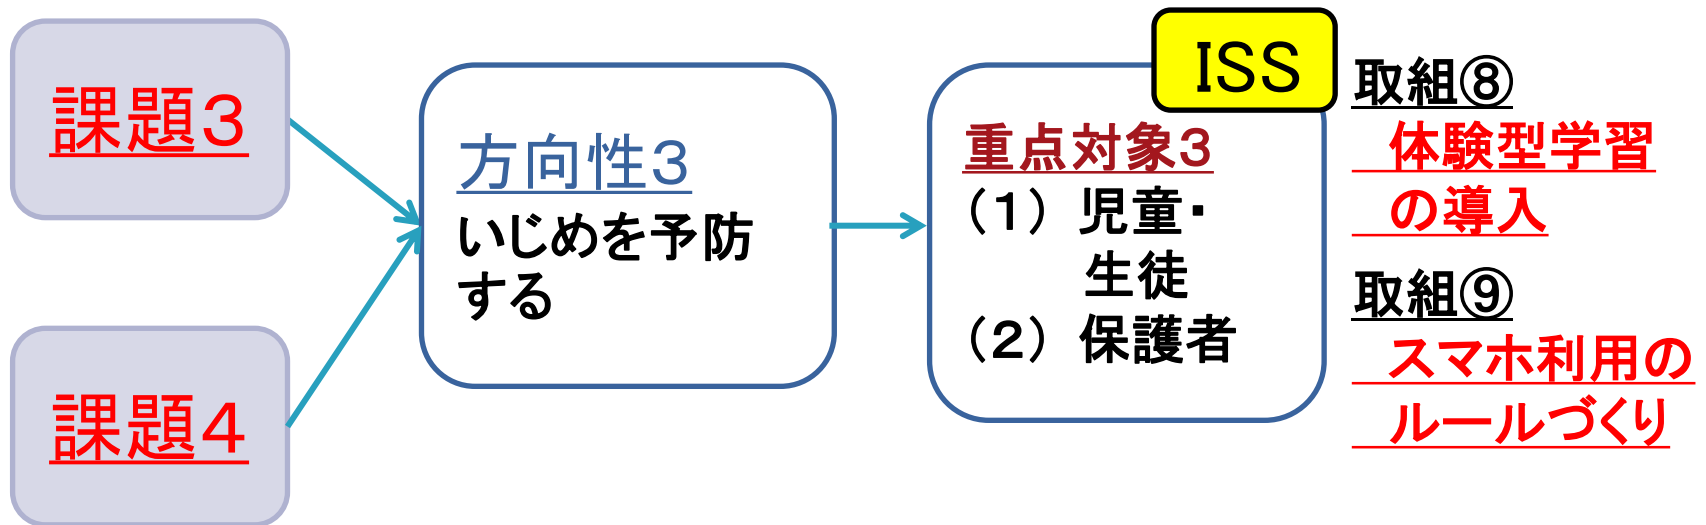 課題3
課題4
方向性3
いじめを予防
する
ISS
重点対象3
（1）児童・
生徒
（2）保護者
取組⑧
体験型学習
の導入
取組⑨
スマホ利用の
ルールづくり